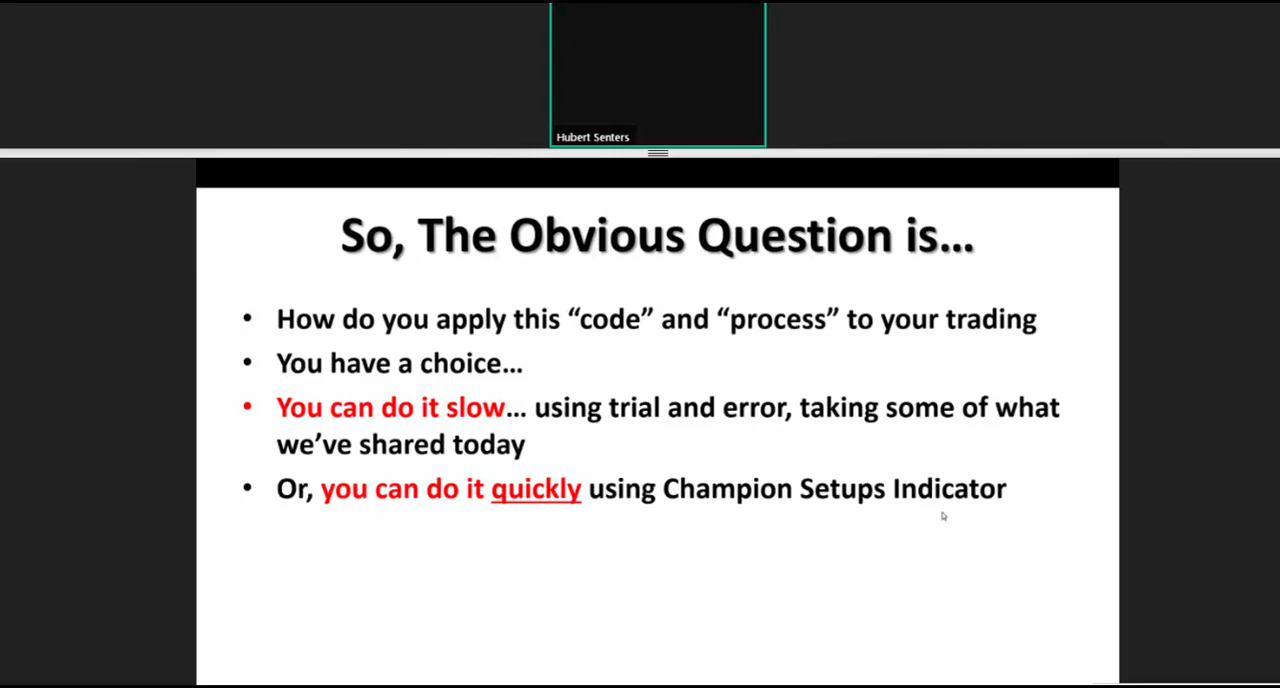 Hubert Senters
So, The Obvious Question is...
• How do you apply this “code” and “process” to your trading
• You have a choice...
• You can do it slow... using trial and error, taking some of what
we’ve shared today
• Or, you can do it quickly using Champion Setups Indicator